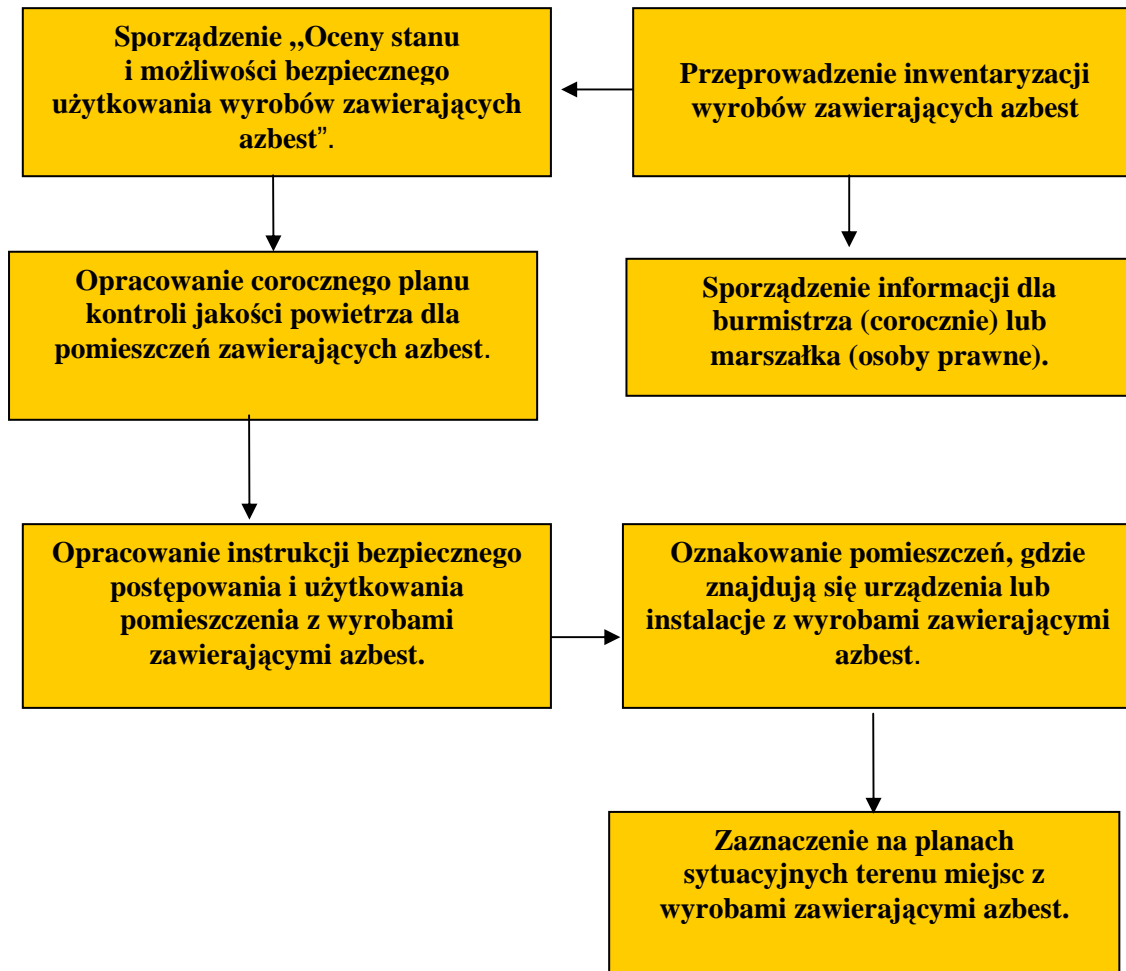 Sporządzenie „Oceny stanu
i możliwości bezpiecznego
użytkowania wyrobów zawierających
azbest”.
Przeprowadzenie inwentaryzacji
wyrobów zawierających azbest
Opracowanie corocznego planu
kontroli jakości powietrza dla
pomieszczeń zawierających azbest.
Sporządzenie informacji dla
burmistrza (corocznie) lub
marszałka (osoby prawne).
Opracowanie instrukcji bezpiecznego
postępowania i użytkowania
pomieszczenia z wyrobami
zawierającymi azbest.
Oznakowanie pomieszczeń, gdzie
znajdują się urządzenia lub
instalacje z wyrobami zawierającymi
azbest.
Zaznaczenie na planach
sytuacyjnych terenu miejsc z
wyrobami zawierającymi azbest.